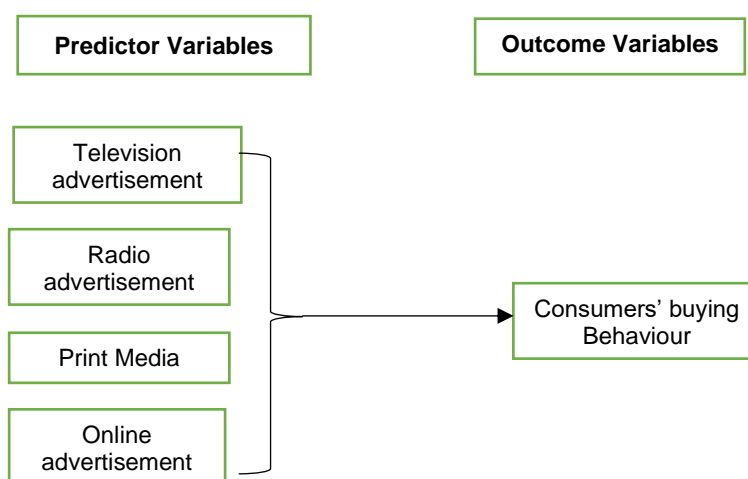 Predictor Variables
Outcome Variables
Television
advertisement
Radio
advertisement
Print Media
Online
advertisement
Consumers’ buying
Behaviour